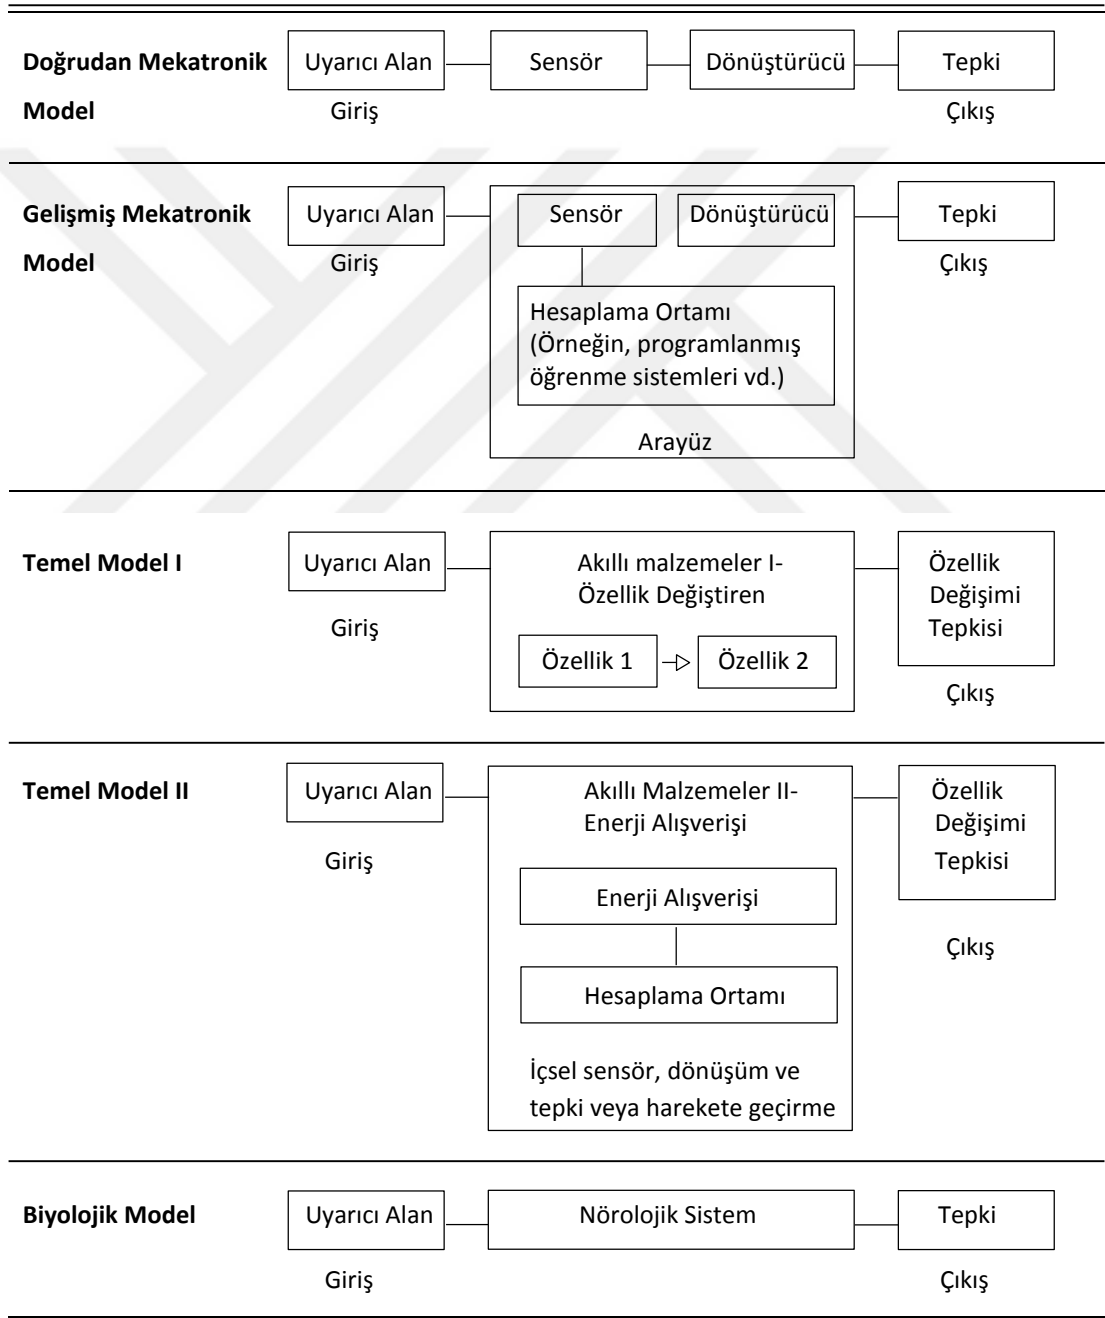 Doğrudan Mekatronik Model
Uyarıcı Alan
Sensör
Dönüştürücü
Tepki
Giriş
Çıkış
Gelişmiş Mekatronik Model
Uyarıcı Alan
Sensör
Dönüştürücü
Tepki
Giriş
Çıkış
Hesaplama Ortamı
(Örneğin, programlanmış
öğrenme sistemleri vd.)
Arayüz
Temel Model I
Uyarıcı Alan
Giriş
Akıllı malzemeler I-
Özellik Değiştiren
Özellik 1
Özellik 2
Özellik
Değişimi
Tepkisi
Çıkış
Temel Model II
Uyarıcı Alan
Giriş
Akıllı Malzemeler II-
Enerji Alışverişi
Enerji Alışverişi
Hesaplama Ortamı
İçsel sensör, dönüşüm ve
tepki veya harekete geçirme
Özellik
Değişimi
Tepkisi
Çıkış
Biyolojik Model
Uyarıcı Alan
Nörolojik Sistem
Tepki
Giriş
Çıkış